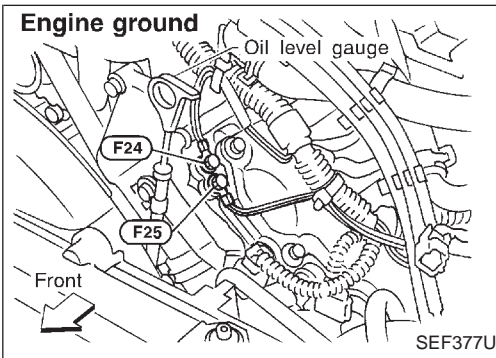 Engine ground
Oil level gauge
F24
F25
Front
SEF377U